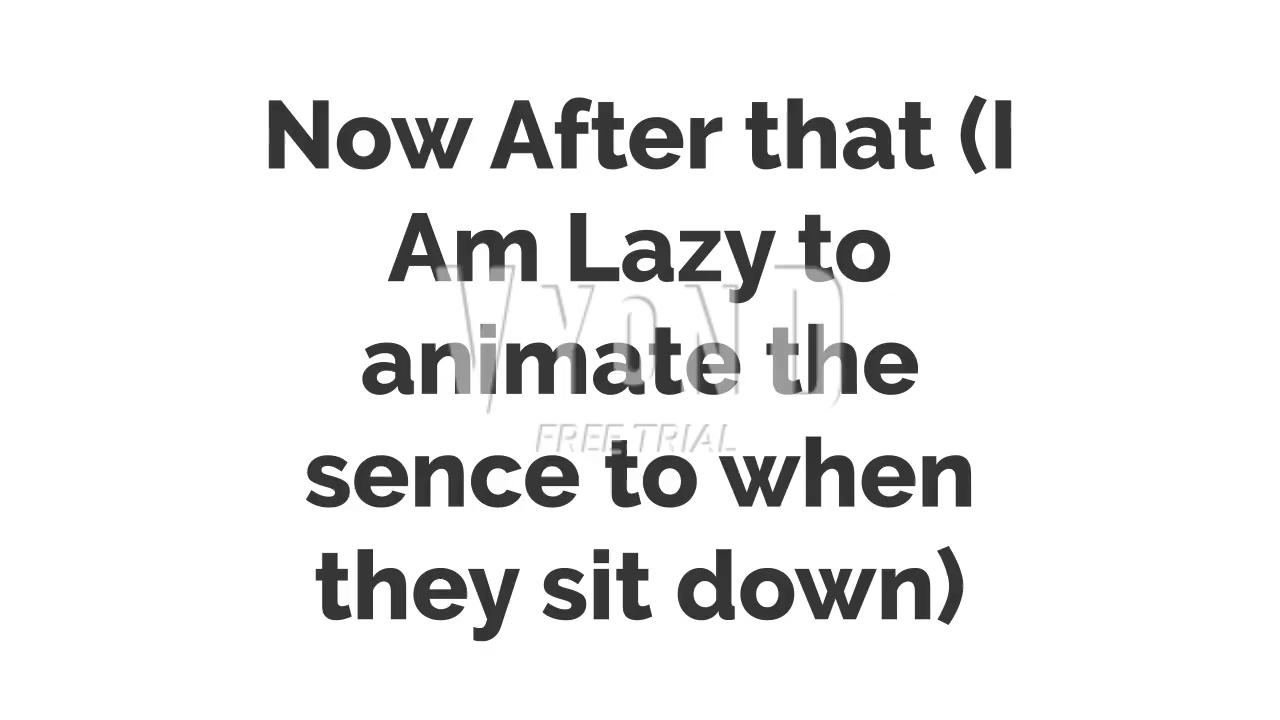 Now After that (I
Am Lazy to
animate the
sence to when
they sit down)
VYOND
FREE TRIAL